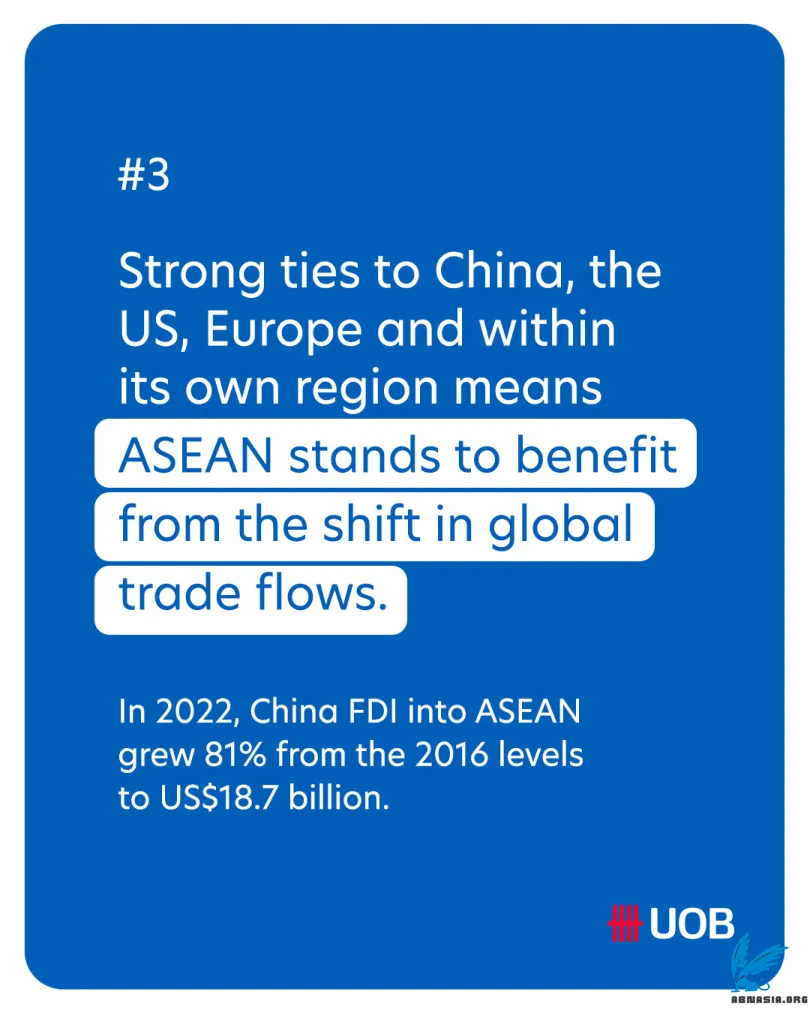 #3
Strong ties to China, the
US, Europe and within
its own region means
ASEAN stands to benefit
from the shift in global
trade flows.
In 2022, China FDI into ASEAN
grew 81% from the 2016 levels
to US$18.7 billion.
UOB
ABNASIA.ORG